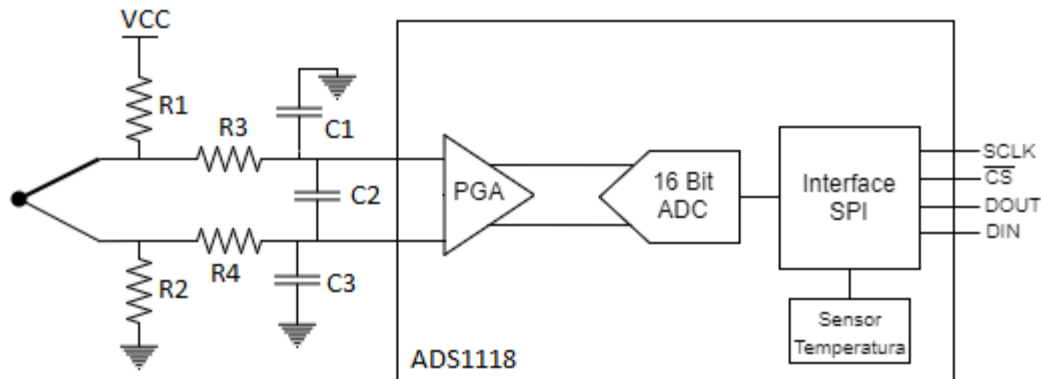 VCC
R1
R3
C1
C2
R4
R2
C3
PGA
16 Bit
ADC
Interface
SPI
SCLK
CS
DOUT
DIN
Sensor
Temperatura
ADS1118